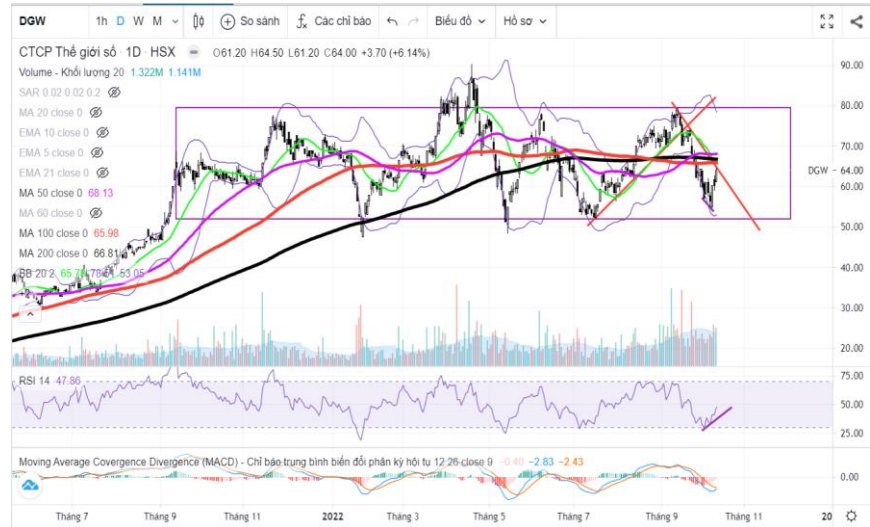 DGW 1h D W M So sánh Các chỉ báo Biểu đồ Hồ sơ
CTCP Thế giới số 1D HSX O61.20 H64.50 L61.20 C64.00 +3.70 (+6.14%)
Volume - Khối lượng 20 1.322M 1.141M
SAR 0.02 0.02 0.2
MA 20 close 0
EMA 10 close 0
EMA 5 close 0
EMA 21 close 0
MA 50 close 0 68.13
MA 60 close 0
MA 100 close 0 65.98
MA 200 close 0 66.81
BB 20 2 53.05
90.00
80.00
70.00
DGW - 64.00
60.00
50.00
40.00
30.00
20.00
RSI 14 47.86
75.00
50.00
25.00
Moving Average Covergence Divergence (MACD) - Chỉ báo trung bình biến đổi phân kỳ hội tụ 12 26 close 9 -0.40 -2.83 -2.43
0.00
Tháng 7 Tháng 9 Tháng 11 2022 Tháng 3 Tháng 5 Tháng 7 Tháng 9 Tháng 11 20